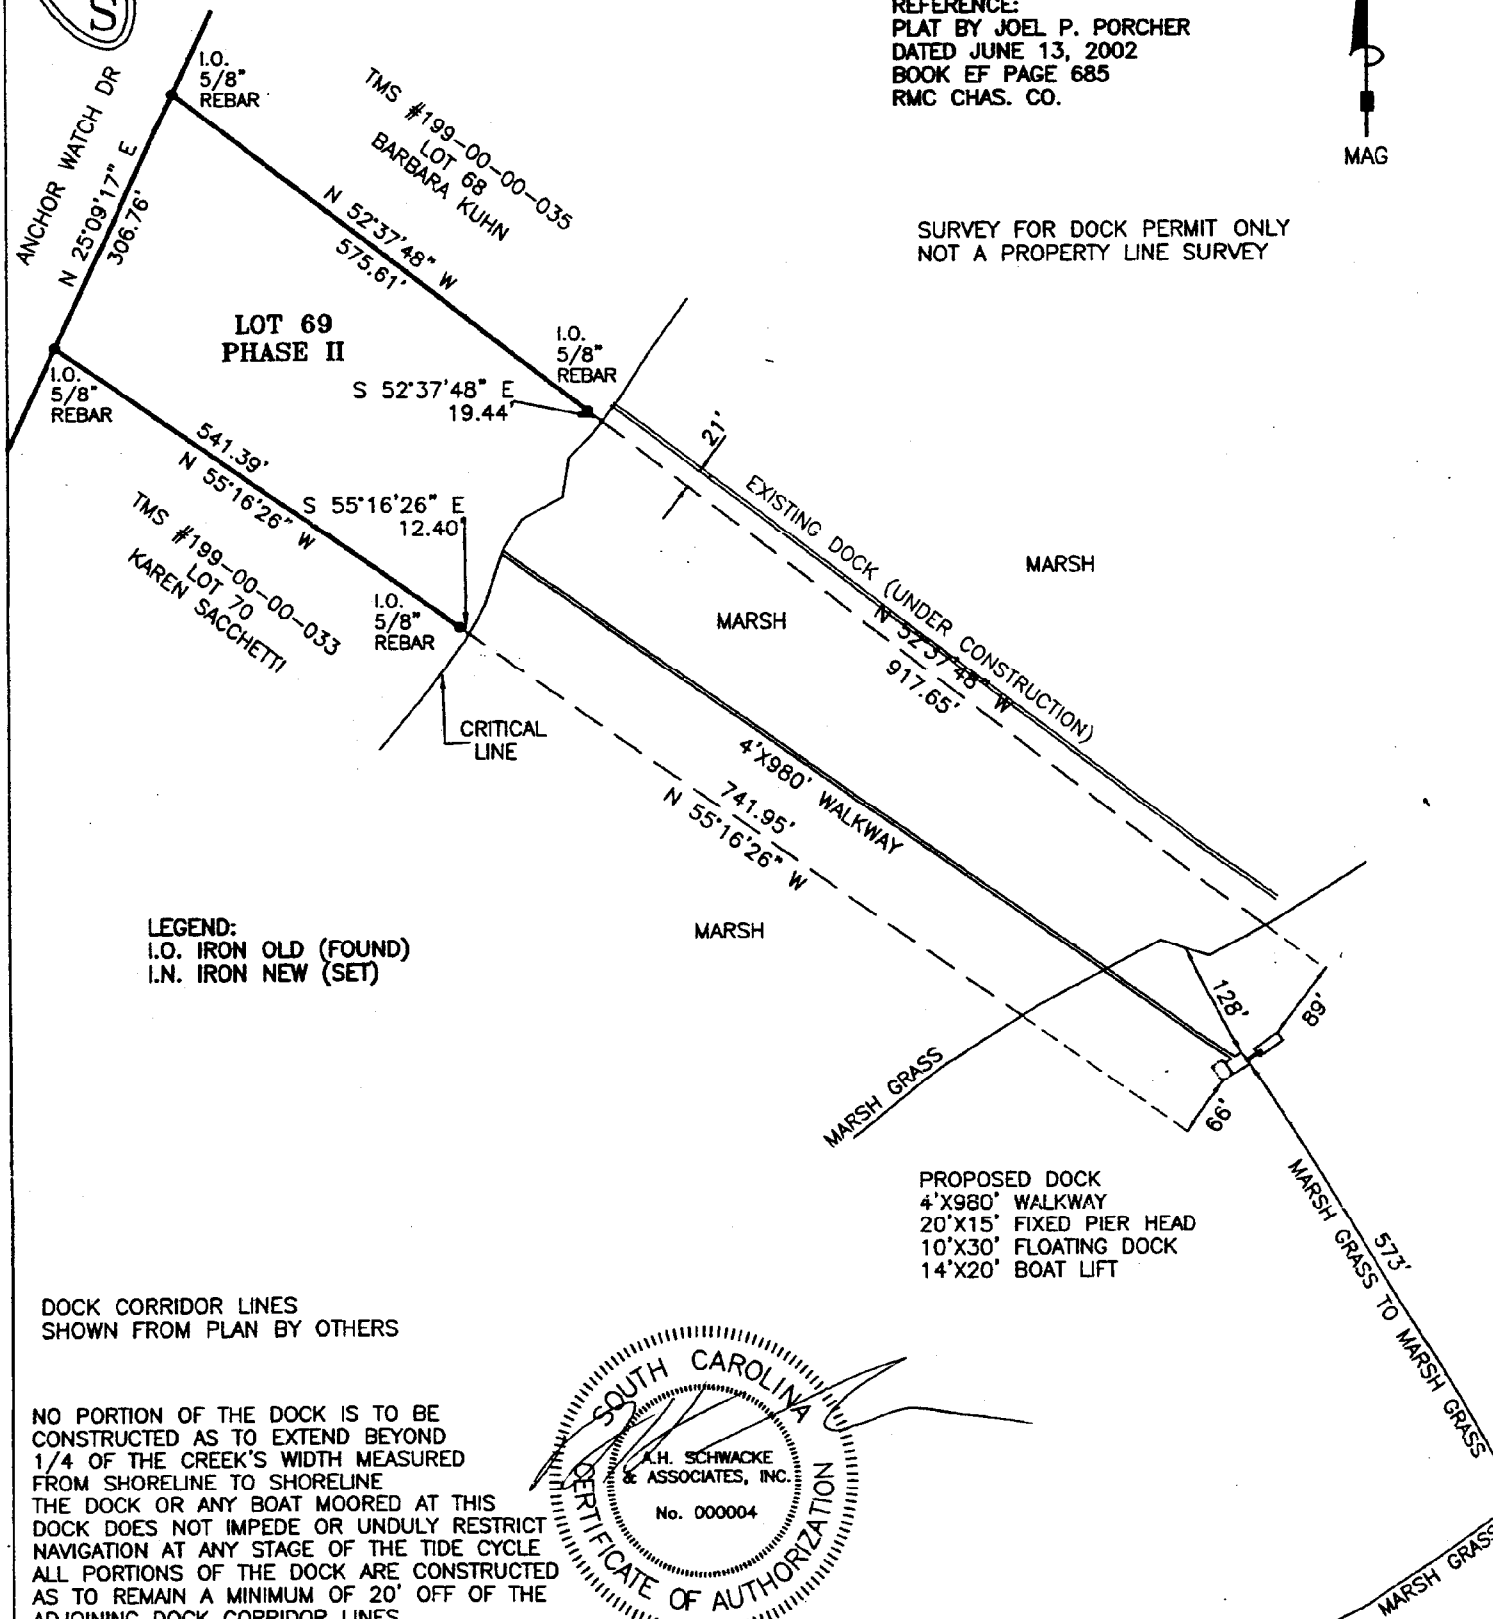 S
REFERENCE:
PLAT BY JOEL P. PORCHER
DATED JUNE 13, 2002
BOOK EF PAGE 685
RMC CHAS. CO.
MAG
SURVEY FOR DOCK PERMIT ONLY
NOT A PROPERTY LINE SURVEY
I.O.
5/8"
REBAR
ANCHOR WATCH DR
N 25°09'17" E
306.76'
TMS #199-00-00-035
LOT 68
BARBARA KUHN
N 52°37'48" W
575.61'
LOT 69
PHASE II
I.O.
5/8"
REBAR
S 52°37'48" E
19.44'
I.O.
5/8"
REBAR
541.39'
N 55°16'26" W
S 55°16'26" E
12.40'
TMS #199-00-00-033
LOT 70
KAREN SACCHETTI
I.O.
5/8"
REBAR
21'
EXISTING DOCK (UNDER CONSTRUCTION)
N 52°37'48" W
917.65'
MARSH
MARSH
CRITICAL
LINE
4'X980' WALKWAY
741.95'
N 55°16'26" W
MARSH
LEGEND:
I.O. IRON OLD (FOUND)
I.N. IRON NEW (SET)
128'
89'
66'
MARSH GRASS
PROPOSED DOCK
4'X980' WALKWAY
20'X15' FIXED PIER HEAD
10'X30' FLOATING DOCK
14'X20' BOAT LIFT
573'
MARSH GRASS TO MARSH GRASS
DOCK CORRIDOR LINES
SHOWN FROM PLAN BY OTHERS
NO PORTION OF THE DOCK IS TO BE
CONSTRUCTED AS TO EXTEND BEYOND
1/4 OF THE CREEK'S WIDTH MEASURED
FROM SHORELINE TO SHORELINE
THE DOCK OR ANY BOAT MOORED AT THIS
DOCK DOES NOT IMPEDE OR UNDULY RESTRICT
NAVIGATION AT ANY STAGE OF THE TIDE CYCLE
ALL PORTIONS OF THE DOCK ARE CONSTRUCTED
AS TO REMAIN A MINIMUM OF 20' OFF OF THE
ADJOINING DOCK CORRIDOR LINES
SOUTH CAROLINA
A.H. SCHWACKE
& ASSOCIATES, INC.
No. 000004
CERTIFICATE OF AUTHORIZATION
MARSH GRASS